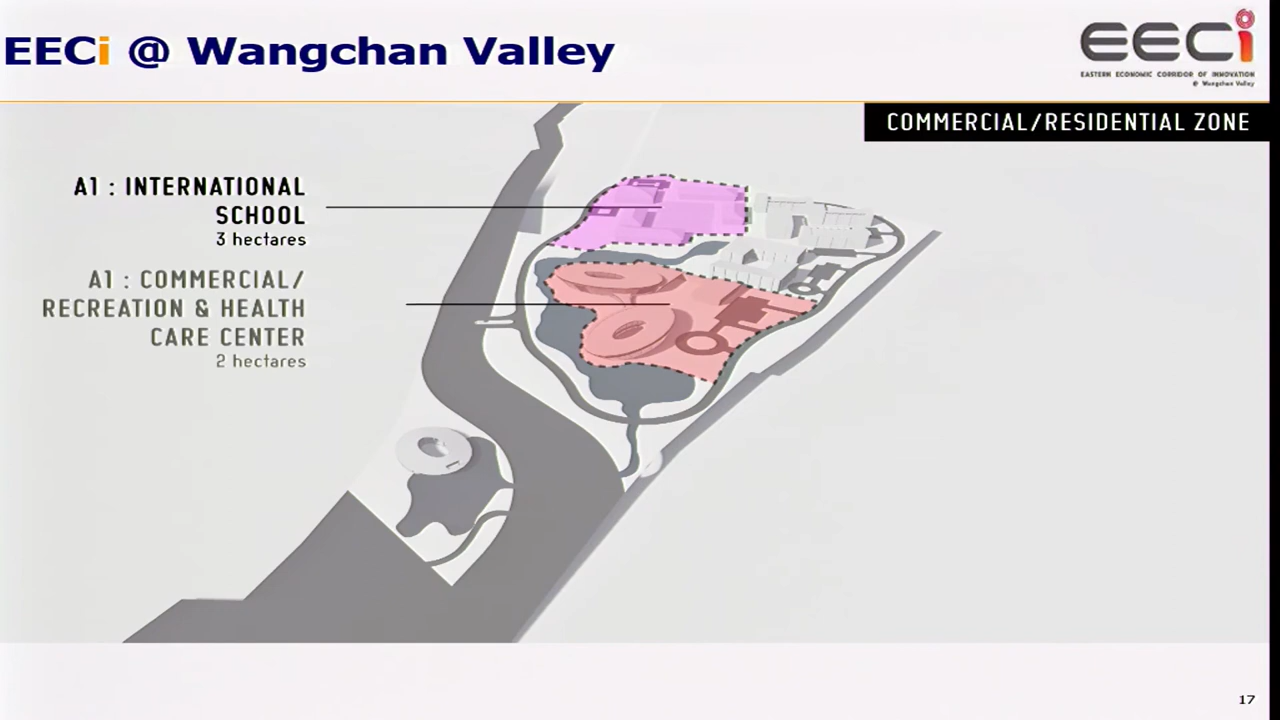 EECi @ Wangchan Valley
EECi
EASTERN ECONOMIC CORRIDOR OF INNOVATION
@ Wangchan Valley
COMMERCIAL/RESIDENTIAL ZONE
A1 : INTERNATIONAL
SCHOOL
3 hectares
A1 : COMMERCIAL/
RECREATION & HEALTH
CARE CENTER
2 hectares
17